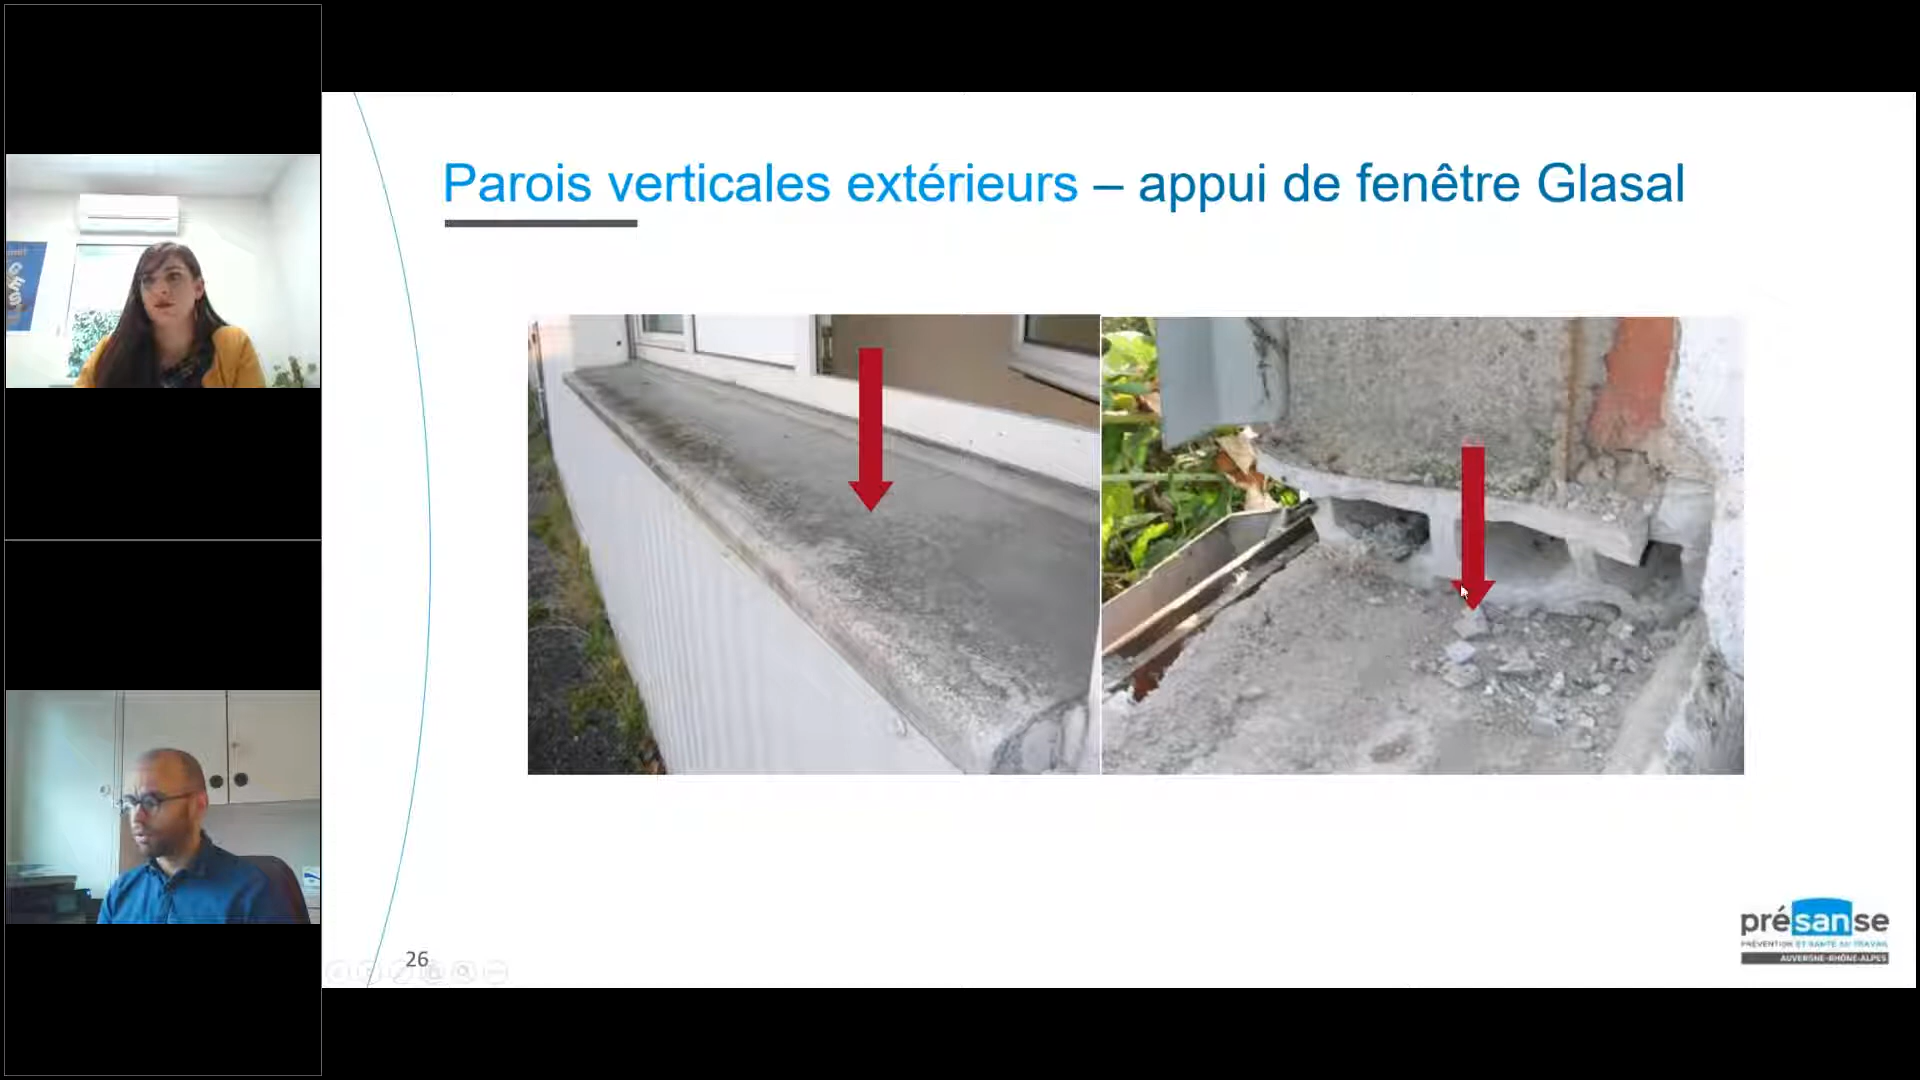 Parois verticales extérieurs – appui de fenêtre Glasal
26
présanse
PRÉVENTION ET SANTÉ AU TRAVAIL
AUVERGNE-RHÔNE-ALPES